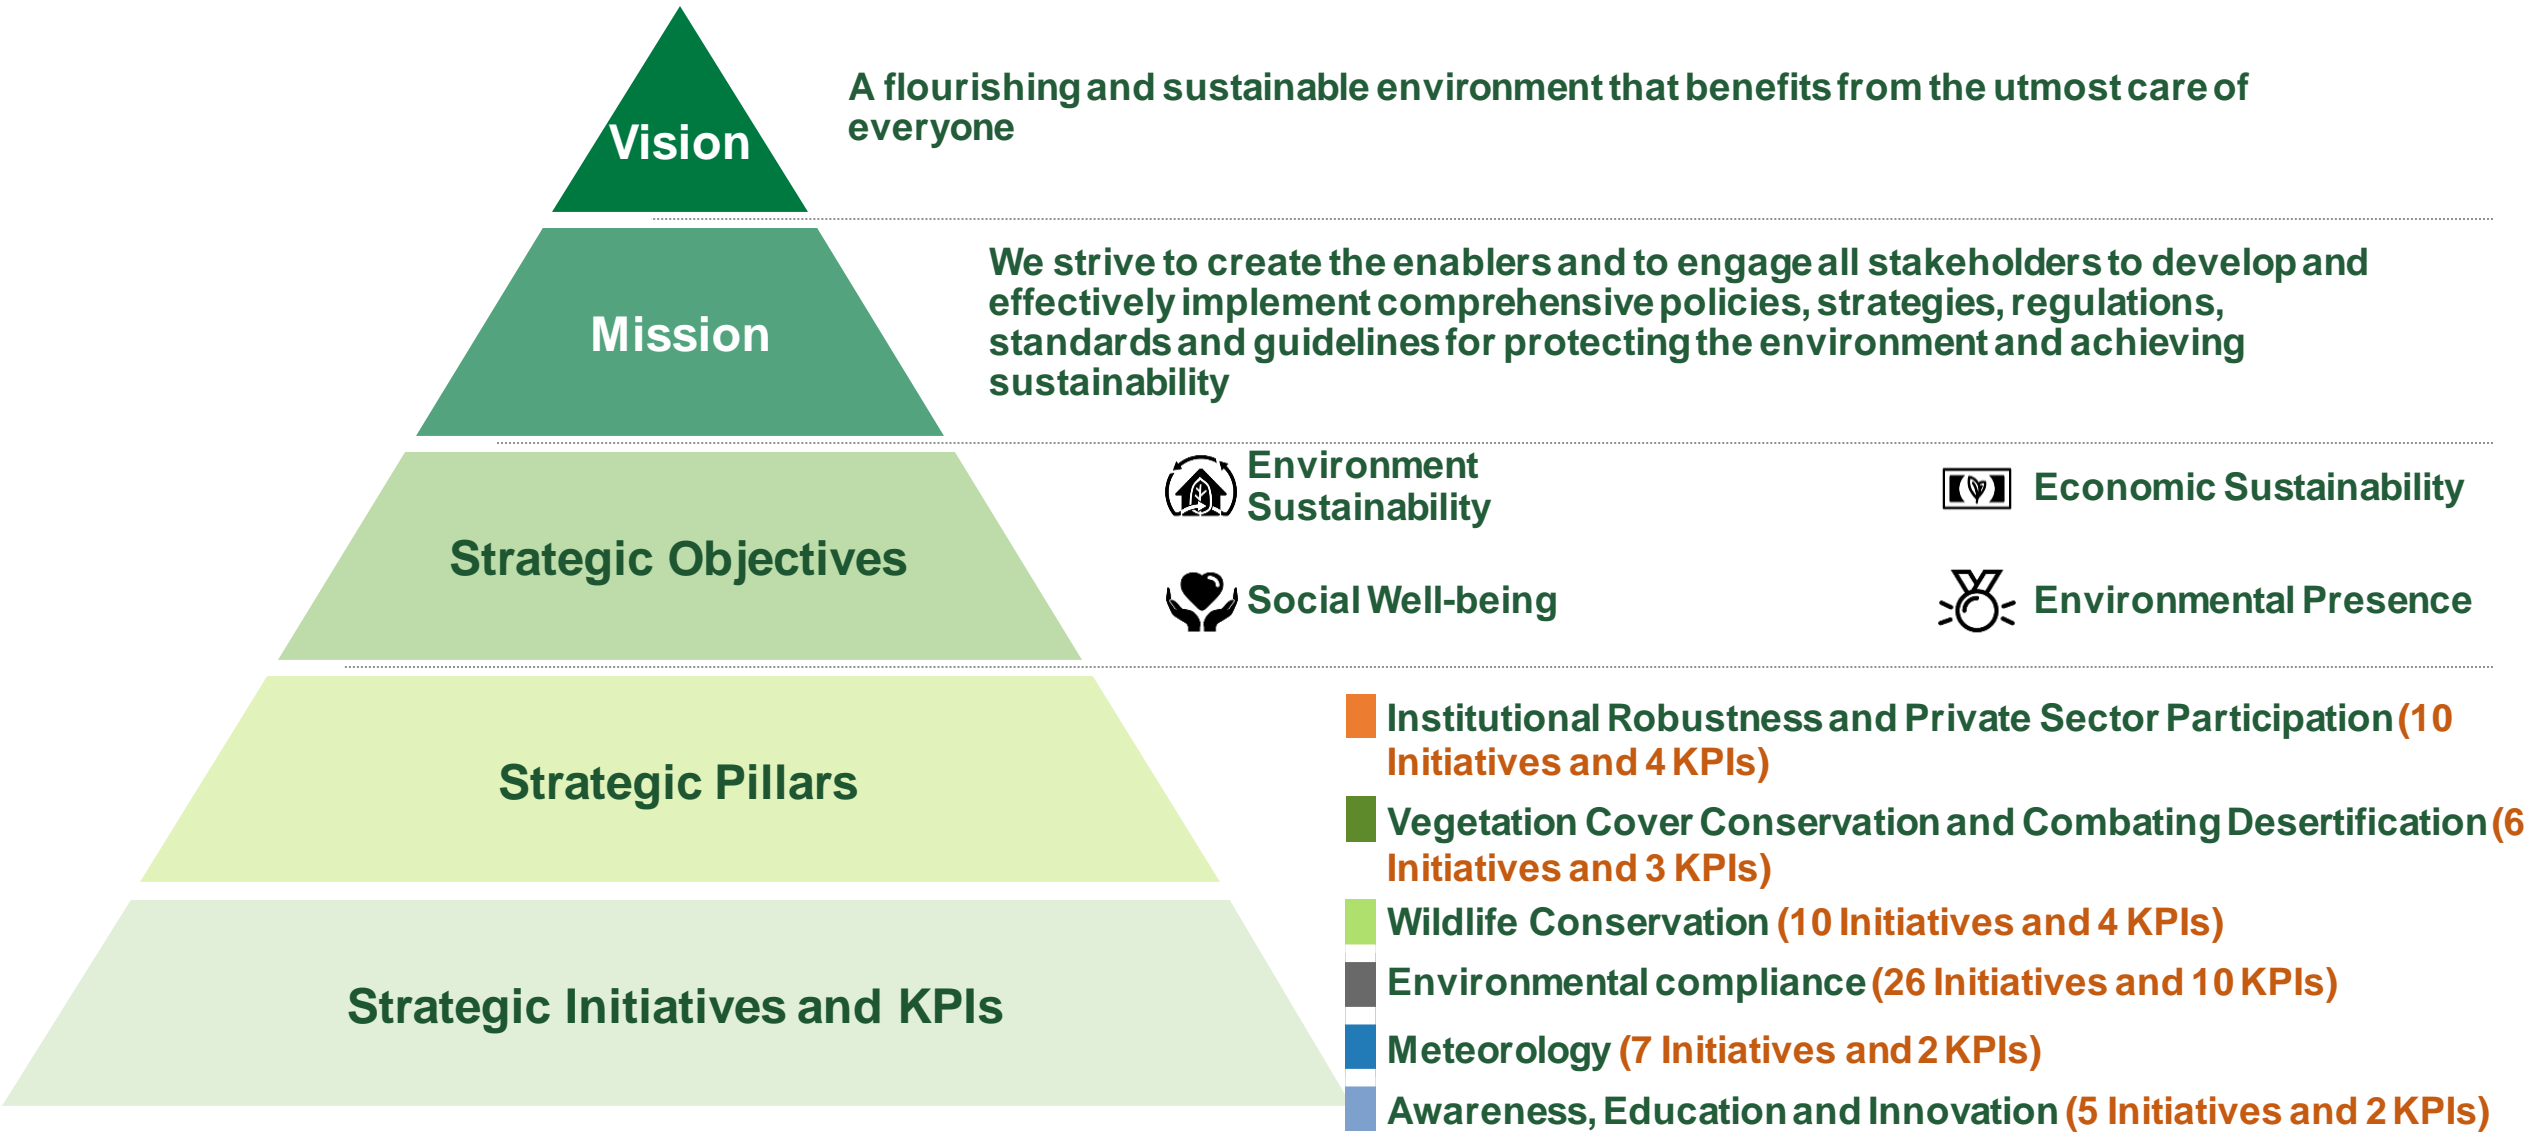 Vision
A flourishing and sustainable environment that benefits from the utmost care of
everyone
Mission
We strive to create the enablers and to engage all stakeholders to develop and
effectively implement comprehensive policies, strategies, regulations,
standards and guidelines for protecting the environment and achieving
sustainability
Strategic Objectives
Environment
Sustainability
Economic Sustainability
Social Well-being
Environmental Presence
Strategic Pillars
Institutional Robustness and Private Sector Participation (10
Initiatives and 4 KPIs)
Vegetation Cover Conservation and Combating Desertification (6
Initiatives and 3 KPIs)
Strategic Initiatives and KPIs
Wildlife Conservation (10 Initiatives and 4 KPIs)
Environmental compliance (26 Initiatives and 10 KPIs)
Meteorology (7 Initiatives and 2 KPIs)
Awareness, Education and Innovation (5 Initiatives and 2 KPIs)